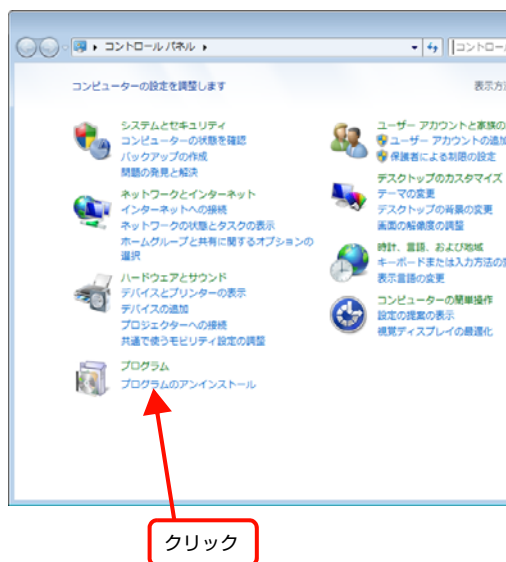 コントロール パネル
コントロー
コンピューターの設定を調整します
表示方
システムとセキュリティ
コンピューターの状態を確認
バックアップの作成
問題の発見と解決
ネットワークとインターネット
インターネットへの接続
ネットワークの状態とタスクの表示
ホームグループと共有に関するオプションの
選択
ハードウェアとサウンド
デバイスとプリンターの表示
デバイスの追加
プロジェクターへの接続
共通で使うモビリティ設定の調整
プログラム
プログラムのアンインストール
ユーザー アカウントと家族の
ユーザー アカウントの追加
保護者による制限の設定
デスクトップのカスタマイズ
テーマの変更
デスクトップの背景の変更
画面の解像度の調整
時計、言語、および地域
キーボードまたは入力方法の
表示言語の変更
コンピューターの簡単操作
設定の提案の表示
視覚ディスプレイの最適化
クリック